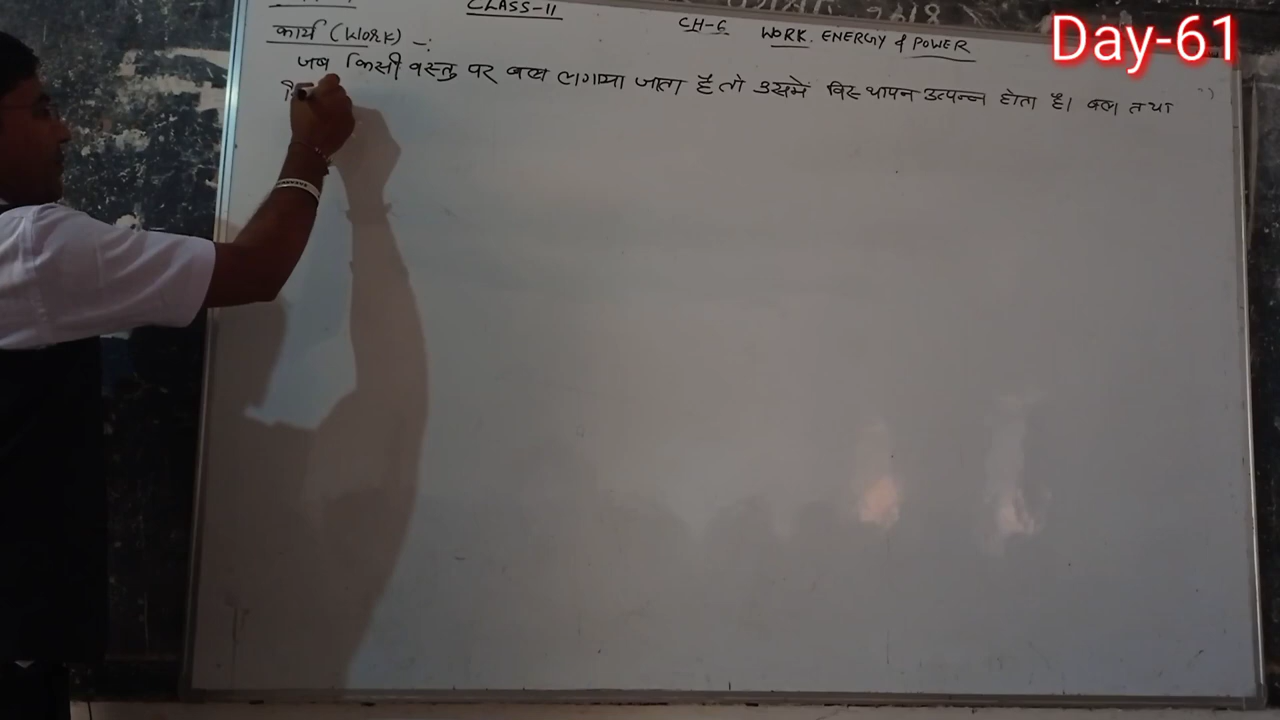 CLASS-11
CH-6 WORK. ENERGY & POWER
Day-61
कार्य (Work) -:
जब किसी वस्तु पर बल लगाया जाता है तो उसमें विस्थापन उत्पन्न होता है। बल तथा